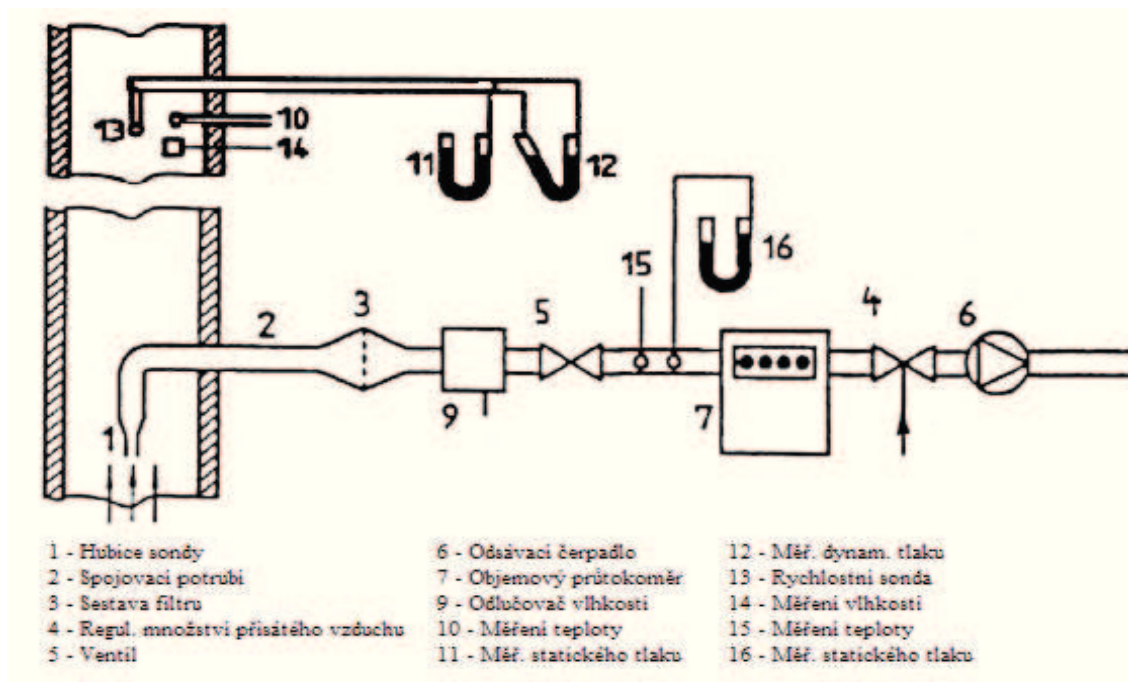 13
10
14
11
12
15
16
1
2
3
9
5
7
4
6
1 - Hubice sondy
2 - Spojovací potrubí
3 - Sestava filtru
4 - Regul. množství přisátého vzduchu
5 - Ventil
6 - Odsávací čerpadlo
7 - Objemový průtokoměr
9 - Odlučovač vlhkosti
10 - Měření teploty
11 - Měř. statického tlaku
12 - Měř. dynam. tlaku
13 - Rychlostní sonda
14 - Měření vlhkosti
15 - Měření teploty
16 - Měř. statického tlaku